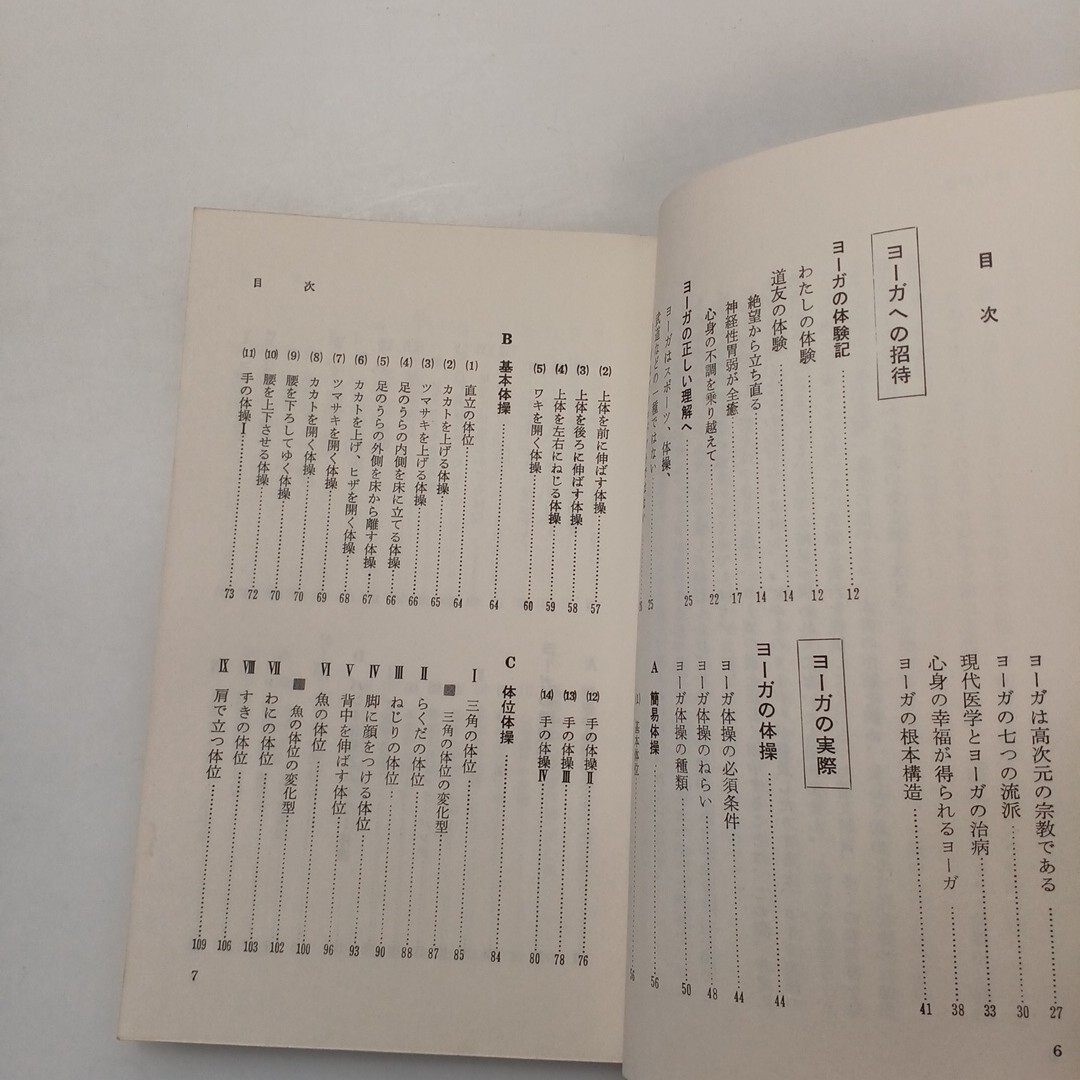 目次
ヨーガへの招待
ヨーガの体験記……12
わたしの体験……12
道友の体験……14
絶望から立ち直る……14
神経性胃弱が全癒……17
心身の不調を乗り越えて……22
ヨーガの正しい理解へ……25
ヨーガはスポーツ、体操、
武道などの一種ではない……25
ヨーガは高次元の宗教である……27
ヨーガの七つの流派……30
現代医学とヨーガの治病……33
心身の幸福が得られるヨーガ……38
ヨーガの根本構造……41
ヨーガの実際
ヨーガの体操……44
ヨーガ体操の必須条件……44
ヨーガ体操のねらい……48
ヨーガ体操の種類……50
A 簡易体操……56
(1) 基本体位……56
6
(2) 上体を前に伸ばす体操……57
(3) 上体を後ろに伸ばす体操……58
(4) 上体を左右にねじる体操……59
(5) ワキを開く体操……60
B 基本体操……64
(1) 直立の体位……64
(2) カカトを上げる体操……65
(3) ツマサキを上げる体操……66
(4) 足のうらの内側を床に立てる体操……66
(5) 足のうらの外側を床から離す体操……67
(6) カカトを上げ、ヒザを開く体操……68
(7) ツマサキを開く体操……69
(8) カカトを開く体操……70
(9) 腰を下ろしてゆく体操……70
(10) 腰を上下させる体操……72
(11) 手の体操Ⅰ……73
目次
(12) 手の体操Ⅱ……76
(13) 手の体操Ⅲ……78
(14) 手の体操Ⅳ……80
C 体位体操……84
Ⅰ 三角の体位……85
■ 三角の体位の変化型……87
Ⅱ らくだの体位……88
Ⅲ ねじりの体位……90
Ⅳ 脚に顔をつける体位……93
Ⅴ 背中を伸ばす体位……96
Ⅵ 魚の体位……100
■ 魚の体位の変化型……102
Ⅶ わにの体位……103
Ⅷ すきの体位……106
Ⅸ 肩で立つ体位……109
7